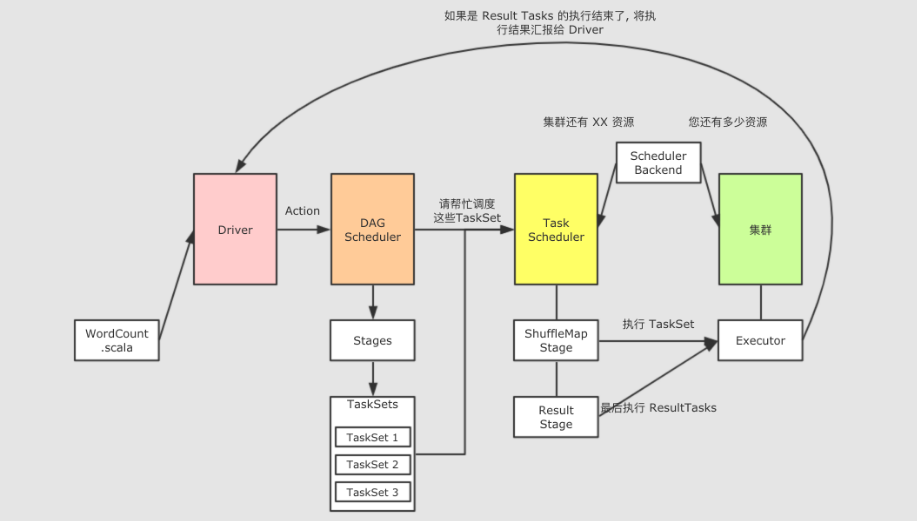 如果是 Result Tasks 的执行结束了, 将执
行结果汇报给 Driver
集群还有 XX 资源
您还有多少资源
Scheduler
Backend
Driver
Action
DAG
Scheduler
请帮忙调度
这些TaskSet
Task
Scheduler
集群
WordCount
.scala
Stages
ShuffleMap
Stage
执行 TaskSet
Executor
TaskSets
TaskSet 1
TaskSet 2
TaskSet 3
Result
Stage
最后执行 ResultTasks